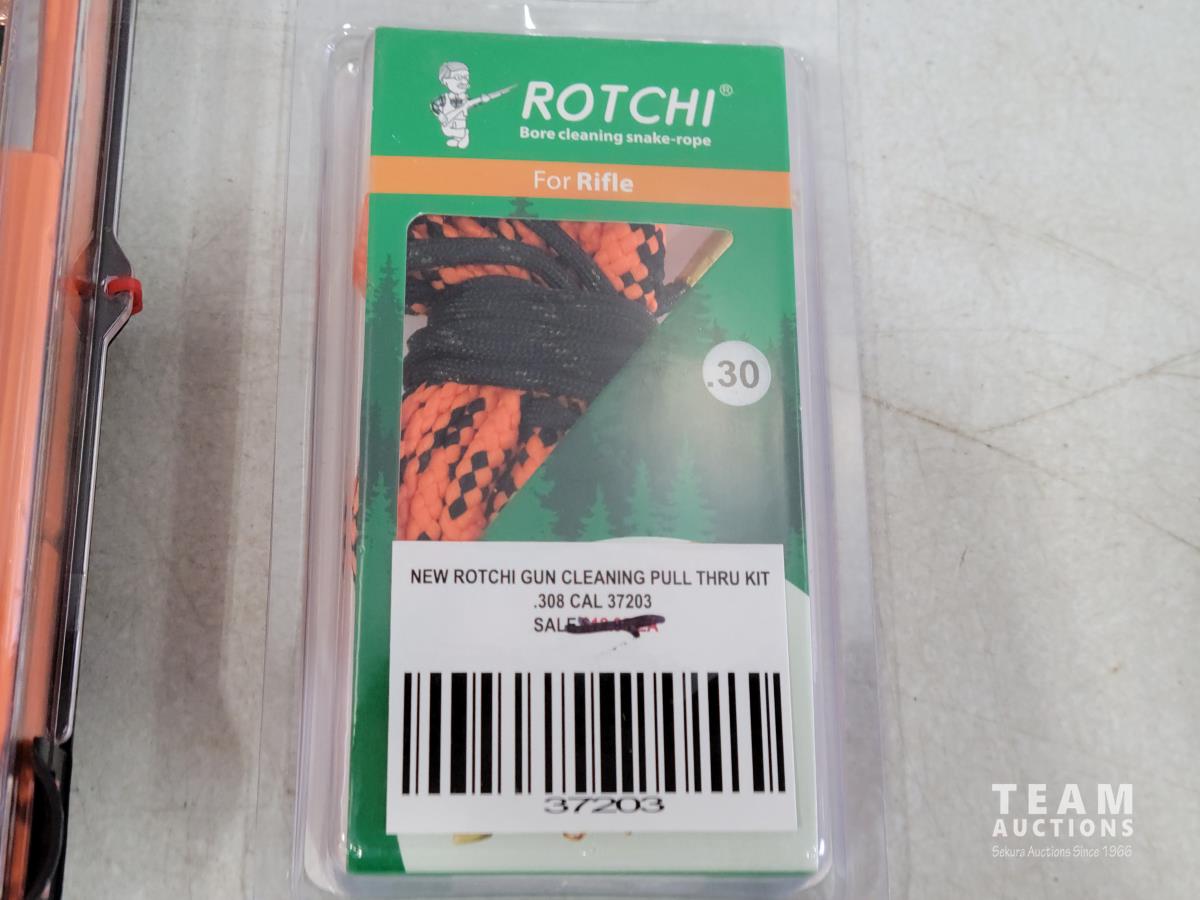 ROTCHI®
Bore cleaning snake-rope
For Rifle
.30
NEW ROTCHI GUN CLEANING PULL THRU KIT
.308 CAL 37203
SALE
37203
TEAM
AUCTIONS
Sekura Auctions Since 1966